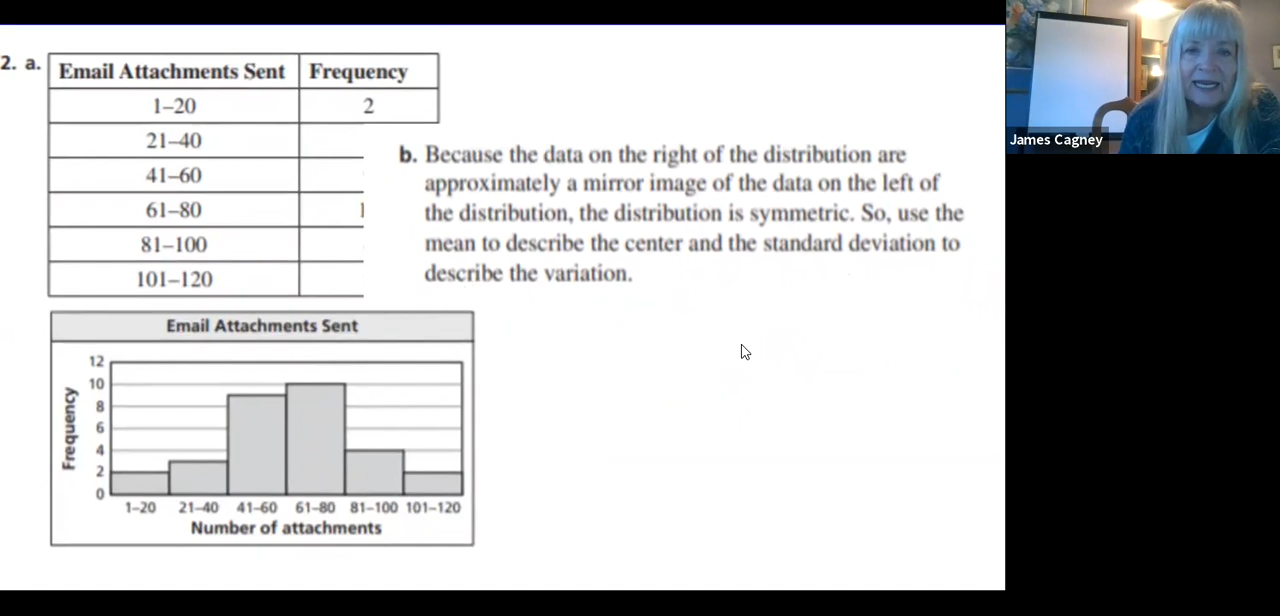 2. a.
Email Attachments Sent Frequency
1–20 2
21–40
41–60
61–80 1
81–100
101–120
b. Because the data on the right of the distribution are
approximately a mirror image of the data on the left of
the distribution, the distribution is symmetric. So, use the
mean to describe the center and the standard deviation to
describe the variation.
Email Attachments Sent
Frequency
12
10
8
6
4
2
0
1–20 21–40 41–60 61–80 81–100 101–120
Number of attachments
James Cagney